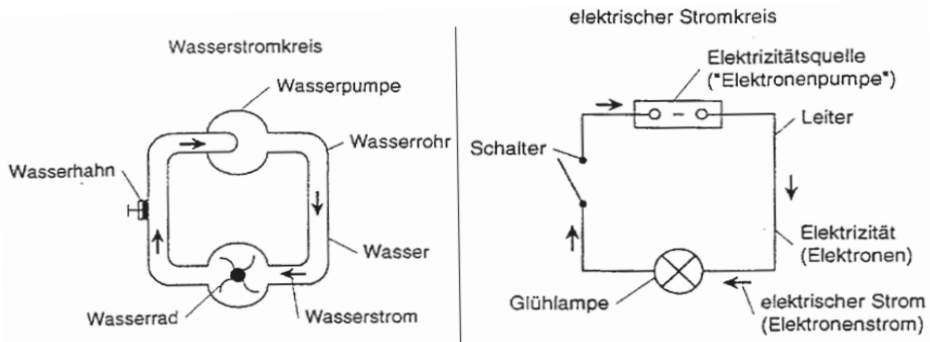 Wasserstromkreis
Wasserpumpe
Wasserrohr
Wasserhahn
Wasser
Wasserrad
Wasserstrom
elektrischer Stromkreis
Elektrizitätsquelle
("Elektronenpumpe")
Leiter
Schalter
Elektrizität
(Elektronen)
Glühlampe
elektrischer Strom
(Elektronenstrom)